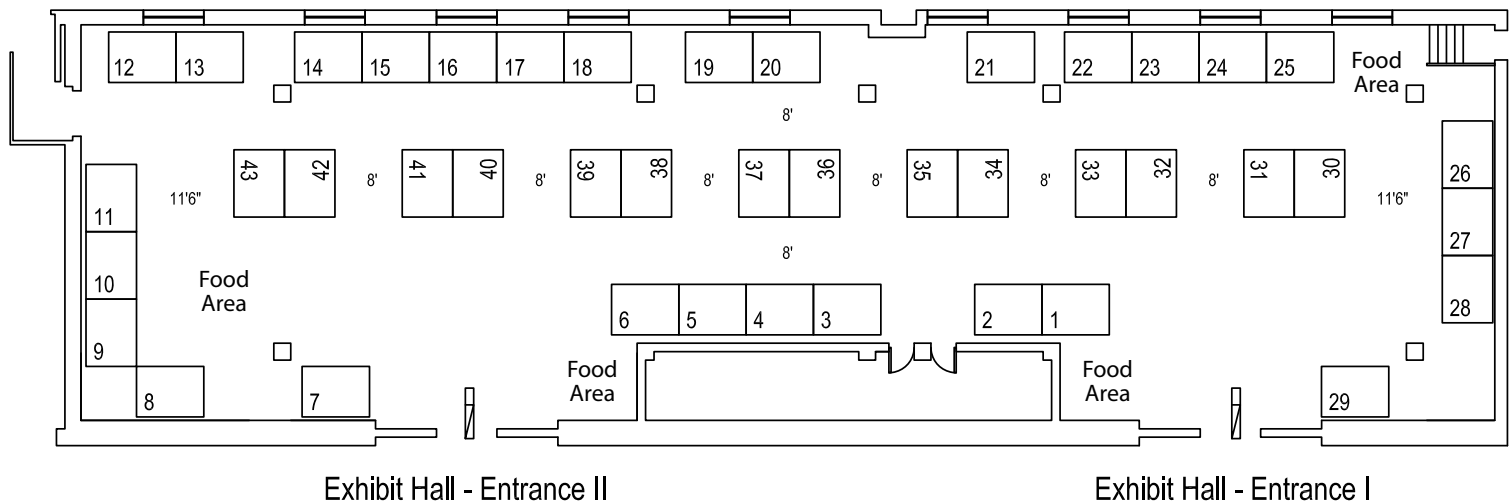 12 13 14 15 16 17 18 19 20 21 22 23 24 25
Food
Area
8'
26
27
28
43 42 8' 41 40 8' 39 38 8' 37 36 8' 35 34 8' 33 32 8' 31 30
11'6" 11'6"
11
10
9
Food
Area
8'
6 5 4 3 2 1
Food
Area
Food
Area
8 7 29
Exhibit Hall - Entrance II
Exhibit Hall - Entrance I